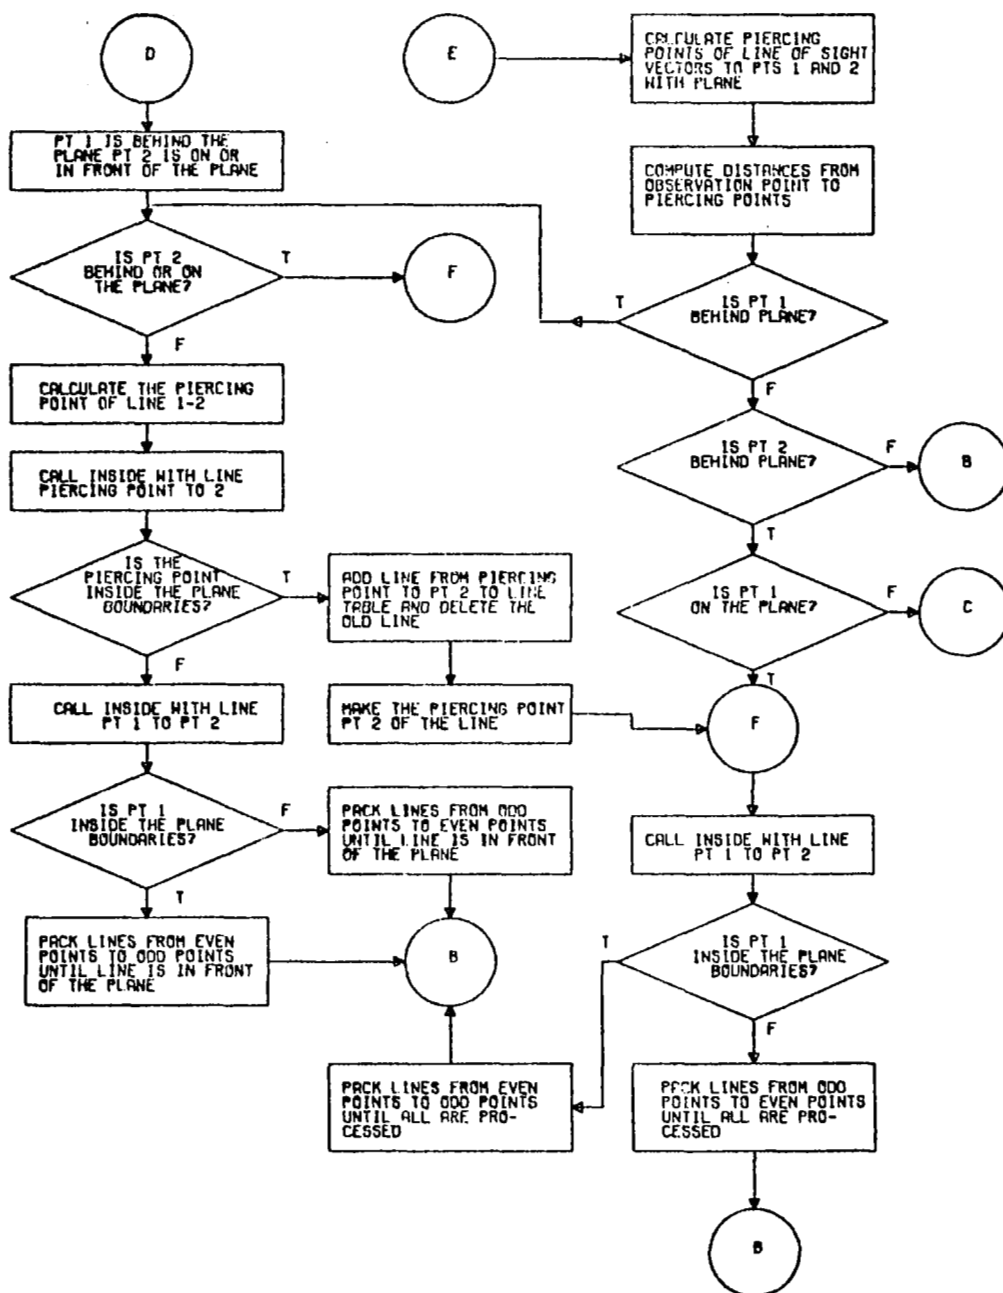 D
PT 1 IS BEHIND THE
PLANE PT 2 IS ON OR
IN FRONT OF THE PLANE
IS PT 2
BEHIND OR ON
THE PLANE?
T
F
F
CALCULATE THE PIERCING
POINT OF LINE 1-2
CALL INSIDE WITH LINE
PIERCING POINT TO 2
IS THE
PIERCING POINT
INSIDE THE PLANE
BOUNDARIES?
T
F
ADD LINE FROM PIERCING
POINT TO PT 2 TO LINE
TABLE AND DELETE THE
OLD LINE
MAKE THE PIERCING POINT
PT 2 OF THE LINE
CALL INSIDE WITH LINE
PT 1 TO PT 2
IS PT 1
INSIDE THE PLANE
BOUNDARIES?
F
T
PACK LINES FROM ODD
POINTS TO EVEN POINTS
UNTIL LINE IS IN FRONT
OF THE PLANE
PACK LINES FROM EVEN
POINTS TO ODD POINTS
UNTIL LINE IS IN FRONT
OF THE PLANE
B
E
CALCULATE PIERCING
POINTS OF LINE OF SIGHT
VECTORS TO PTS 1 AND 2
WITH PLANE
COMPUTE DISTANCES FROM
OBSERVATION POINT TO
PIERCING POINTS
IS PT 1
BEHIND PLANE?
T
F
IS PT 2
BEHIND PLANE?
F
B
T
IS PT 1
ON THE PLANE?
F
C
T
F
CALL INSIDE WITH LINE
PT 1 TO PT 2
IS PT 1
INSIDE THE PLANE
BOUNDARIES?
T
F
PACK LINES FROM EVEN
POINTS TO ODD POINTS
UNTIL ALL ARE PRO-
CESSED
PACK LINES FROM ODD
POINTS TO EVEN POINTS
UNTIL ALL ARE PRO-
CESSED
B